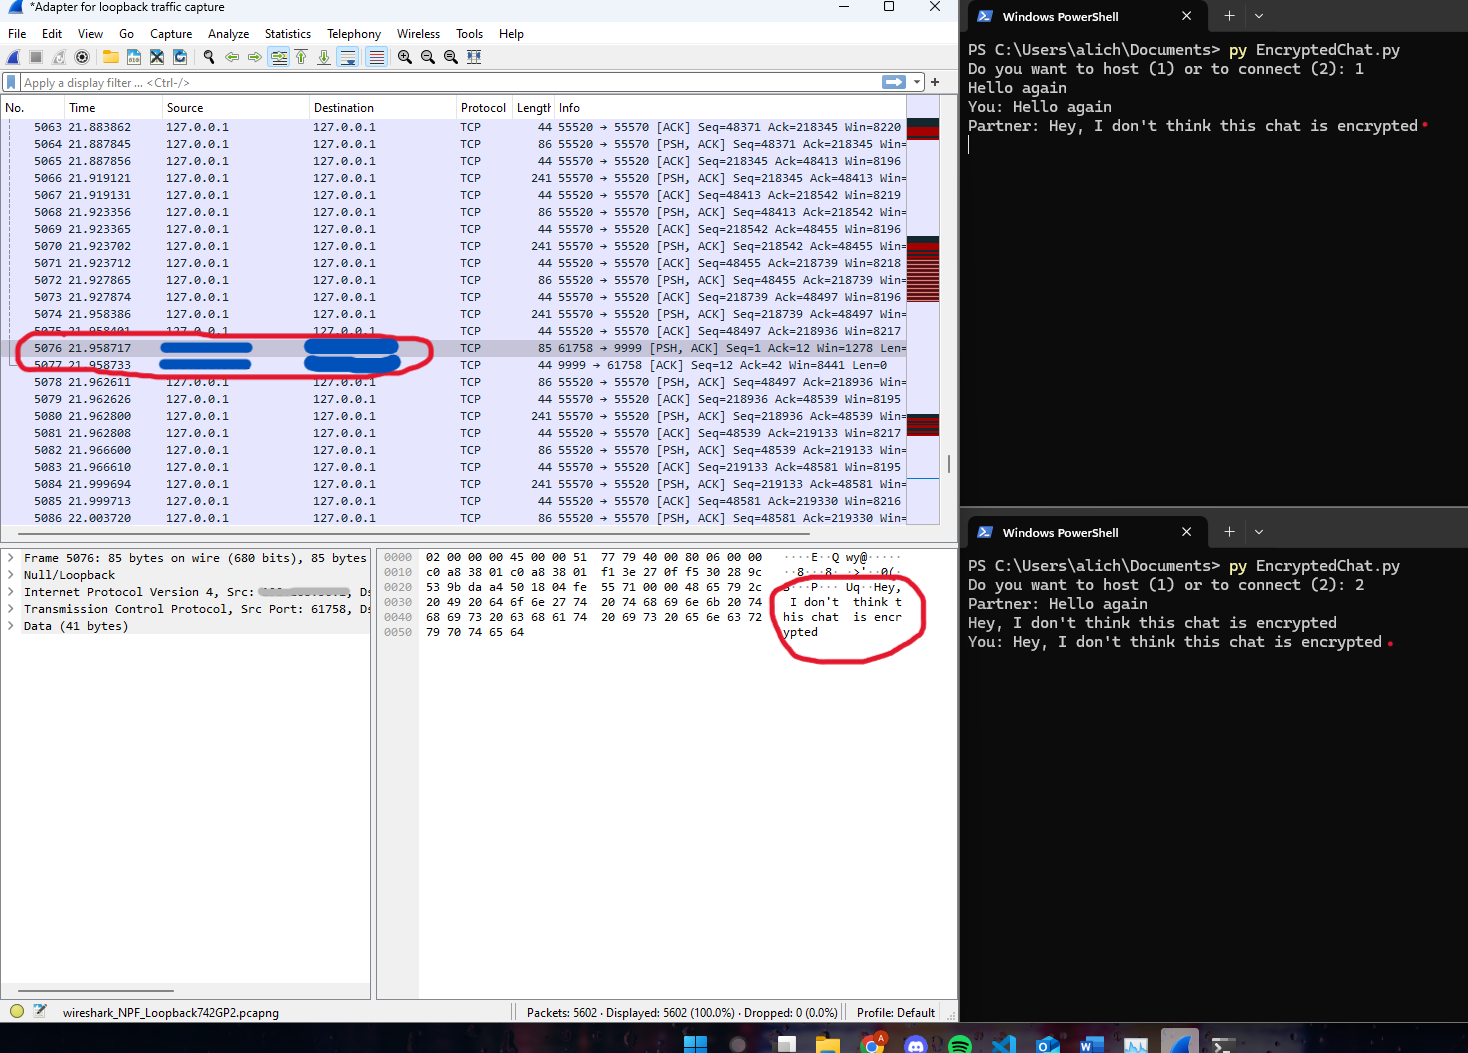 *Adapter for loopback traffic capture
File Edit View Go Capture Analyze Statistics Telephony Wireless Tools Help
Apply a display filter ... <Ctrl-/>
No. Time Source Destination Protocol Length Info
5063 21.883862 127.0.0.1 127.0.0.1 TCP 44 55520 → 55570 [ACK] Seq=48371 Ack=218345 Win=8220
5064 21.887845 127.0.0.1 127.0.0.1 TCP 86 55520 → 55570 [PSH, ACK] Seq=48371 Ack=218345 Win=
5065 21.887856 127.0.0.1 127.0.0.1 TCP 44 55570 → 55520 [ACK] Seq=218345 Ack=48413 Win=8196
5066 21.919121 127.0.0.1 127.0.0.1 TCP 241 55570 → 55520 [PSH, ACK] Seq=218345 Ack=48413 Win=
5067 21.919131 127.0.0.1 127.0.0.1 TCP 44 55520 → 55570 [ACK] Seq=48413 Ack=218542 Win=8219
5068 21.923356 127.0.0.1 127.0.0.1 TCP 86 55520 → 55570 [PSH, ACK] Seq=48413 Ack=218542 Win=
5069 21.923365 127.0.0.1 127.0.0.1 TCP 44 55570 → 55520 [ACK] Seq=218542 Ack=48455 Win=8196
5070 21.923702 127.0.0.1 127.0.0.1 TCP 241 55570 → 55520 [PSH, ACK] Seq=218542 Ack=48455 Win=
5071 21.923712 127.0.0.1 127.0.0.1 TCP 44 55520 → 55570 [ACK] Seq=48455 Ack=218739 Win=8218
5072 21.927865 127.0.0.1 127.0.0.1 TCP 86 55520 → 55570 [PSH, ACK] Seq=48455 Ack=218739 Win=
5073 21.927874 127.0.0.1 127.0.0.1 TCP 44 55570 → 55520 [ACK] Seq=218739 Ack=48497 Win=8196
5074 21.958386 127.0.0.1 127.0.0.1 TCP 241 55570 → 55520 [PSH, ACK] Seq=218739 Ack=48497 Win=
5075 21.958401 127.0.0.1 127.0.0.1 TCP 44 55520 → 55570 [ACK] Seq=48497 Ack=218936 Win=8217
5076 21.958717 TCP 85 61758 → 9999 [PSH, ACK] Seq=1 Ack=12 Win=1278 Len=
5077 21.958733 TCP 44 9999 → 61758 [ACK] Seq=12 Ack=42 Win=8441 Len=0
5078 21.962611 127.0.0.1 127.0.0.1 TCP 86 55520 → 55570 [PSH, ACK] Seq=48497 Ack=218936 Win=
5079 21.962626 127.0.0.1 127.0.0.1 TCP 44 55570 → 55520 [ACK] Seq=218936 Ack=48539 Win=8195
5080 21.962800 127.0.0.1 127.0.0.1 TCP 241 55570 → 55520 [PSH, ACK] Seq=218936 Ack=48539 Win=
5081 21.962808 127.0.0.1 127.0.0.1 TCP 44 55520 → 55570 [ACK] Seq=48539 Ack=219133 Win=8217
5082 21.966600 127.0.0.1 127.0.0.1 TCP 86 55520 → 55570 [PSH, ACK] Seq=48539 Ack=219133 Win=
5083 21.966610 127.0.0.1 127.0.0.1 TCP 44 55570 → 55520 [ACK] Seq=219133 Ack=48581 Win=8195
5084 21.999694 127.0.0.1 127.0.0.1 TCP 241 55570 → 55520 [PSH, ACK] Seq=219133 Ack=48581 Win=
5085 21.999713 127.0.0.1 127.0.0.1 TCP 44 55520 → 55570 [ACK] Seq=48581 Ack=219330 Win=8216
5086 22.003720 127.0.0.1 127.0.0.1 TCP 86 55520 → 55570 [PSH, ACK] Seq=48581 Ack=219330 Win=
Frame 5076: 85 bytes on wire (680 bits), 85 bytes
Null/Loopback
Internet Protocol Version 4, Src: , Ds
Transmission Control Protocol, Src Port: 61758, Ds
Data (41 bytes)
0000 02 00 00 00 45 00 00 51 77 79 40 00 80 06 00 00 ····E··Q wy@·····
0010 c0 a8 38 01 c0 a8 38 01 f1 3e 27 0f f5 30 28 9c ··8···8· ·>'··0(·
0020 53 9b da a4 50 18 04 fe 55 71 00 00 48 65 79 2c S···P··· Uq··Hey,
0030 20 49 20 64 6f 6e 27 74 20 74 68 69 6e 6b 20 74 I don't think t
0040 68 69 73 20 63 68 61 74 20 69 73 20 65 6e 63 72 his chat is encr
0050 79 70 74 65 64 ypted
wireshark_NPF_Loopback742GP2.pcapng Packets: 5602 · Displayed: 5602 (100.0%) · Dropped: 0 (0.0%) Profile: Default
Windows PowerShell
PS C:\Users\alich\Documents> py EncryptedChat.py
Do you want to host (1) or to connect (2): 1
Hello again
You: Hello again
Partner: Hey, I don't think this chat is encrypted
Windows PowerShell
PS C:\Users\alich\Documents> py EncryptedChat.py
Do you want to host (1) or to connect (2): 2
Partner: Hello again
Hey, I don't think this chat is encrypted
You: Hey, I don't think this chat is encrypted